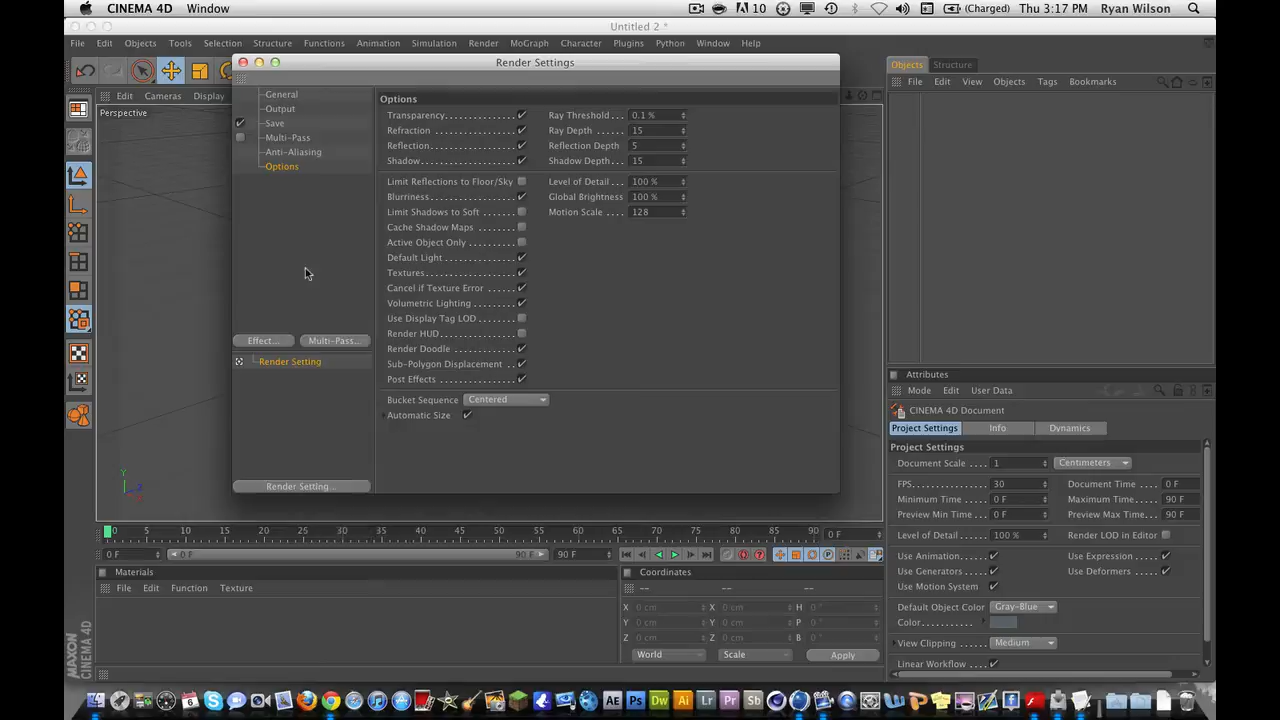 CINEMA 4D Window 10 (Charged) Thu 3:17 PM Ryan Wilson
Untitled 2 *
File Edit Objects Tools Selection Structure Functions Animation Simulation Render MoGraph Character Plugins Python Window Help
Render Settings
Objects Structure
File Edit View Objects Tags Bookmarks
Edit Cameras Display
Perspective
General
Output
Save
Multi-Pass
Anti-Aliasing
Options
Effect... Multi-Pass...
Render Setting
Render Setting...
Options
Transparency Ray Threshold 0.1 %
Refraction Ray Depth 15
Reflection Reflection Depth 5
Shadow Shadow Depth 15
Limit Reflections to Floor/Sky Level of Detail 100 %
Blurriness Global Brightness 100 %
Limit Shadows to Soft Motion Scale 128
Cache Shadow Maps
Active Object Only
Default Light
Textures
Cancel if Texture Error
Volumetric Lighting
Use Display Tag LOD
Render HUD
Render Doodle
Sub-Polygon Displacement
Post Effects
Bucket Sequence Centered
Automatic Size
Y
Z
X
0 5 10 15 20 25 30 35 40 45 50 55 60 65 70 75 80 85 90 0 F
0 F 0 F 90 F 90 F
Materials
File Edit Function Texture
Coordinates
-- -- --
X 0 cm X 0 cm H 0 °
Y 0 cm Y 0 cm P 0 °
Z 0 cm Z 0 cm B 0 °
World Scale Apply
Attributes
Mode Edit User Data
CINEMA 4D Document
Project Settings Info Dynamics
Project Settings
Document Scale 1 Centimeters
FPS 30 Document Time 0 F
Minimum Time 0 F Maximum Time 90 F
Preview Min Time 0 F Preview Max Time 90 F
Level of Detail 100 % Render LOD in Editor
Use Animation Use Expression
Use Generators Use Deformers
Use Motion System
Default Object Color Gray-Blue
Color
View Clipping Medium
Linear Workflow
MAXON
CINEMA 4D
AE Ps Dw Ai Lr Pr Sb